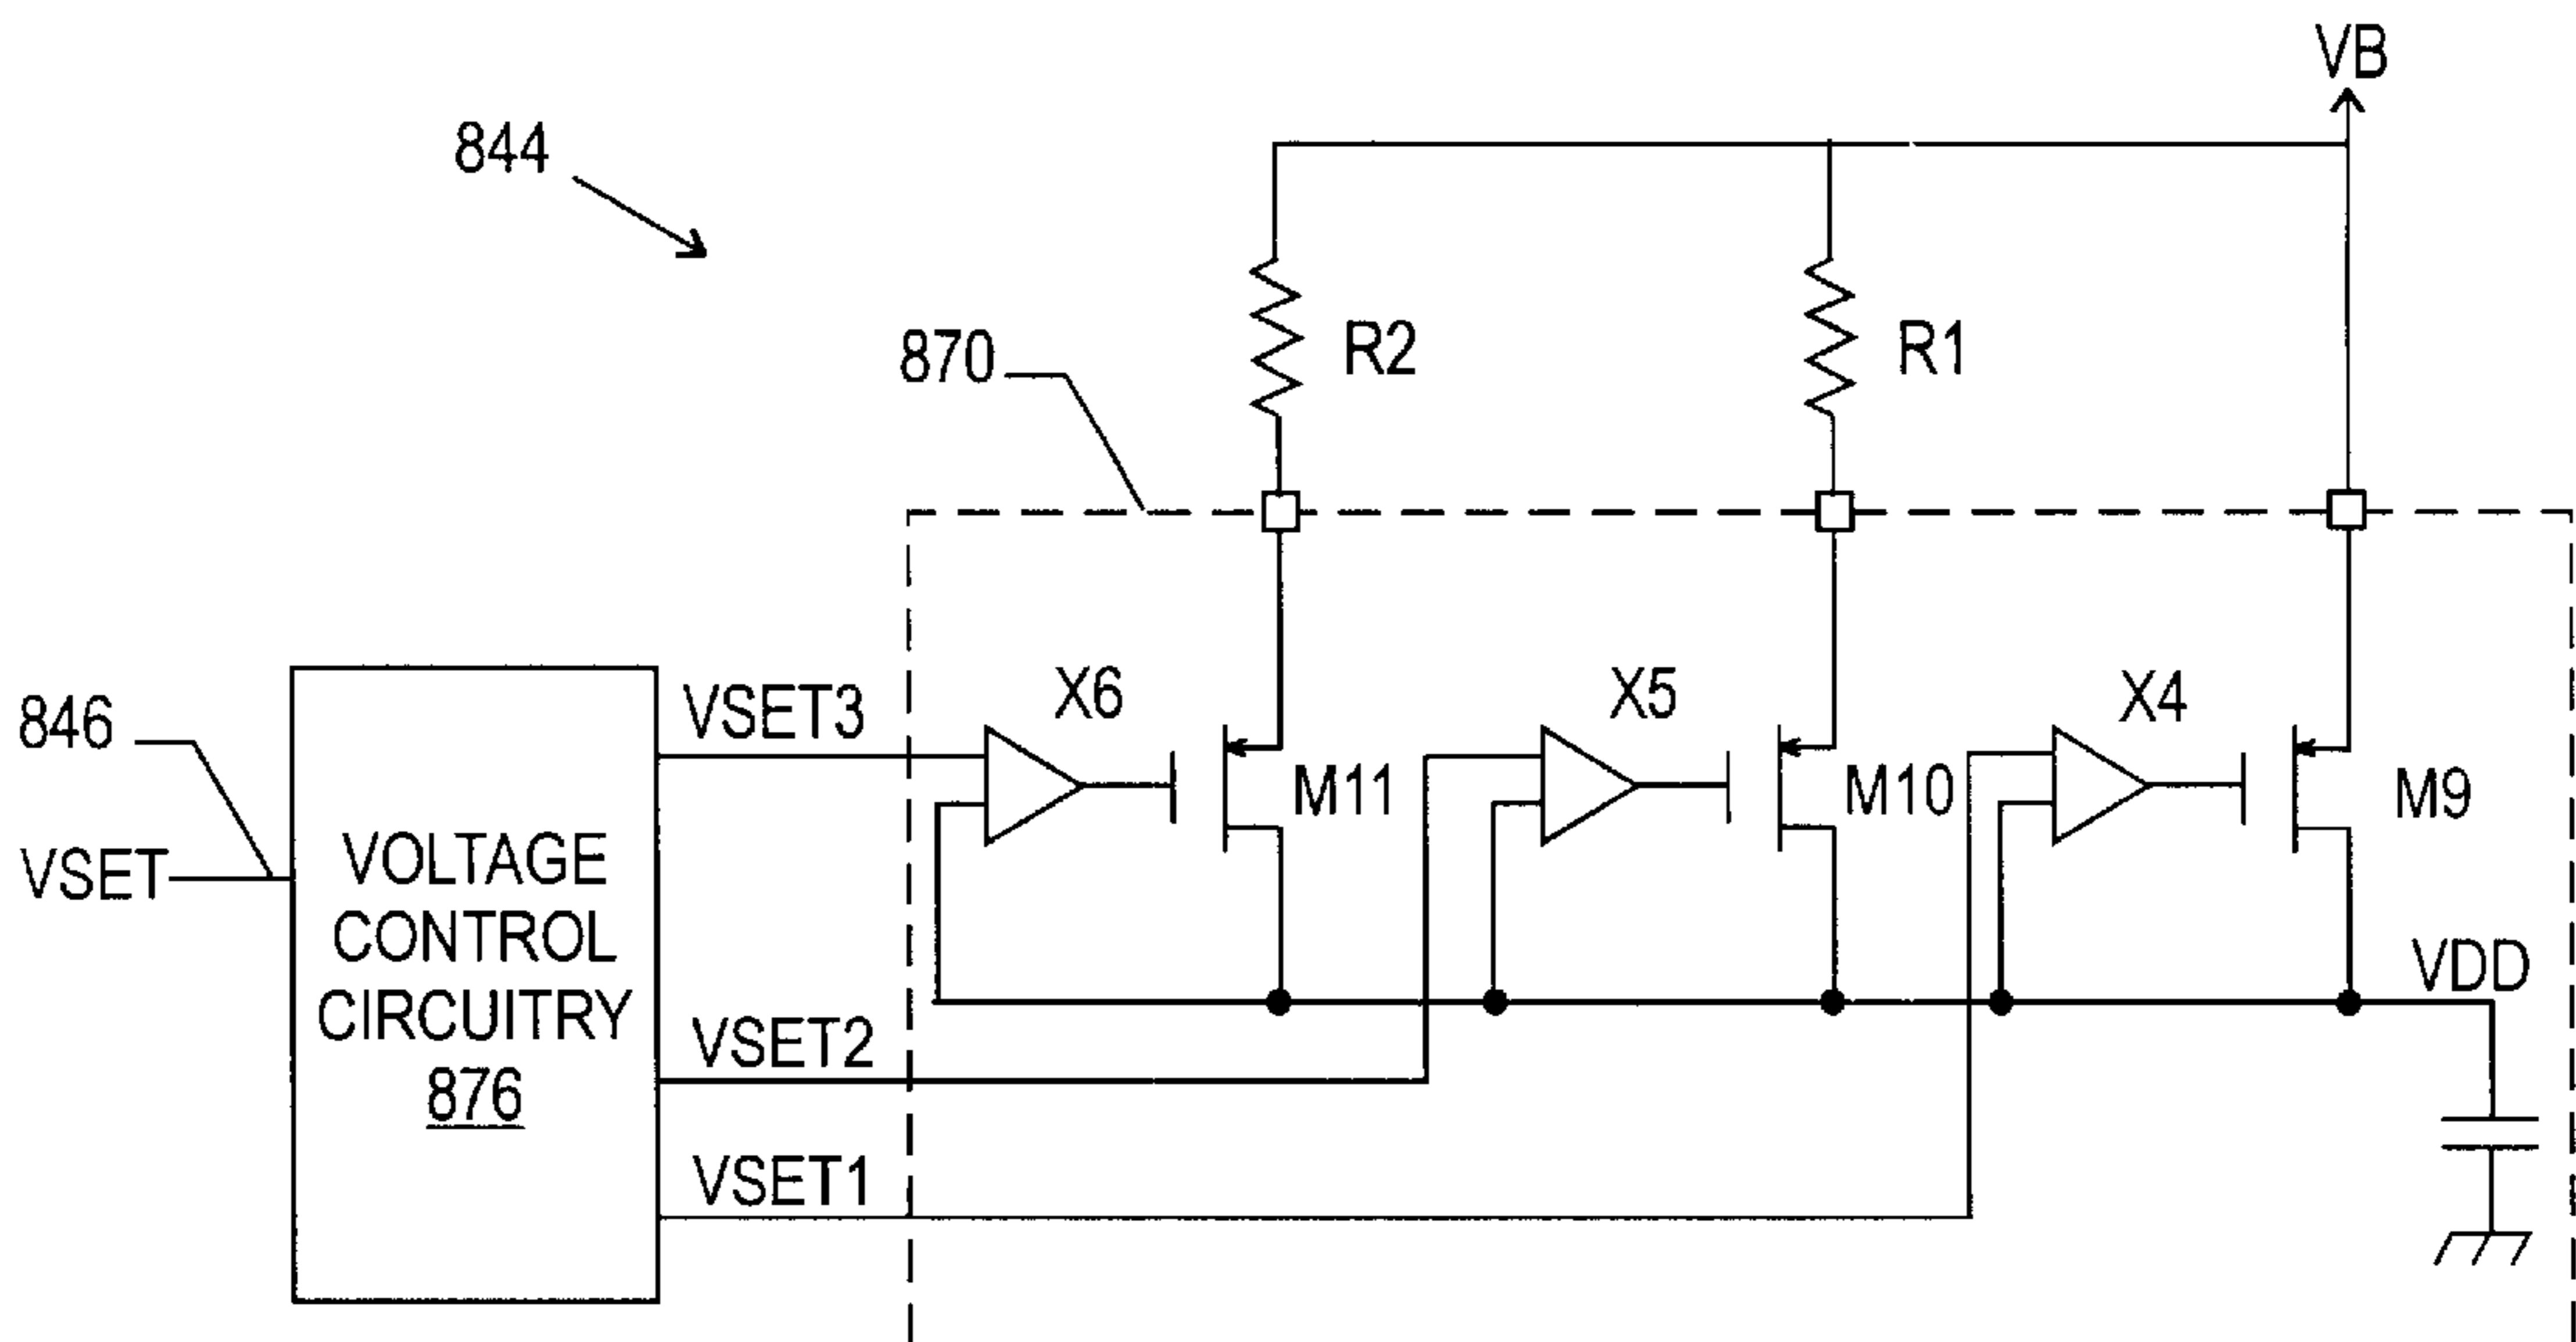 VB
844
870
R2
R1
X6
X5
X4
846
VSET3
M11
M10
M9
VSET
VOLTAGE
CONTROL
CIRCUITRY
876
VDD
VSET2
VSET1